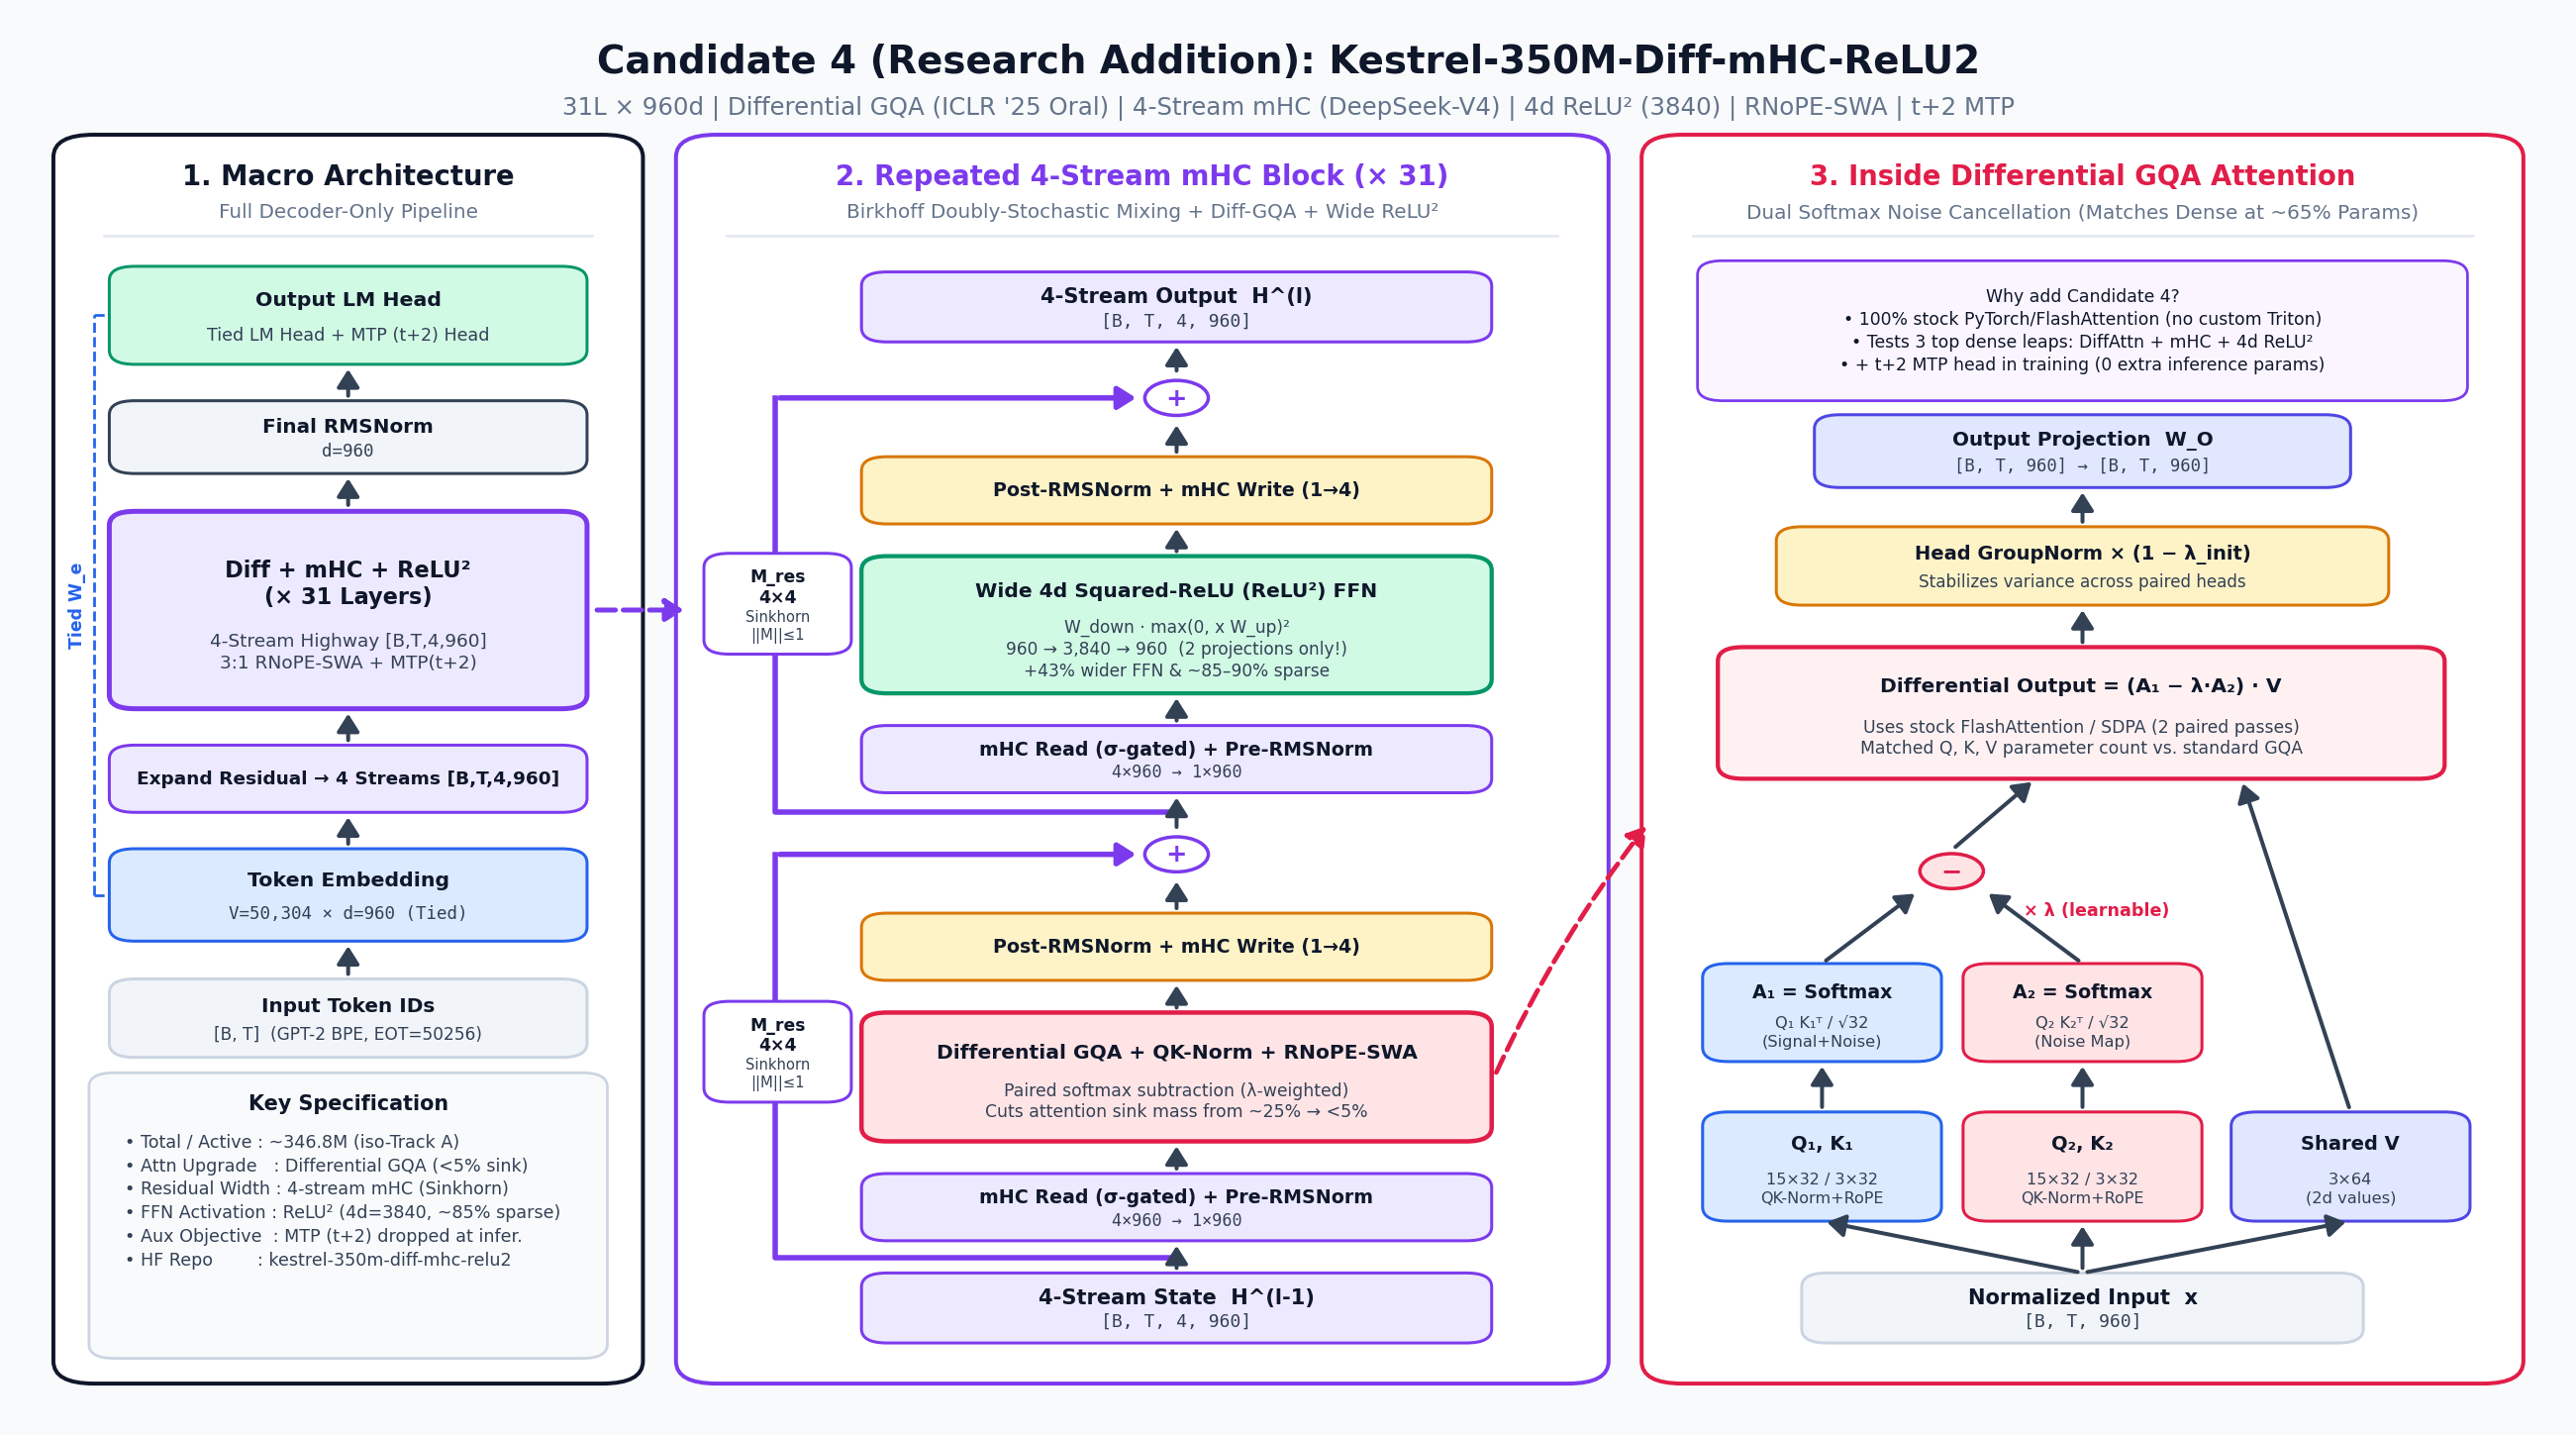 Candidate 4 (Research Addition): Kestrel-350M-Diff-mHC-ReLU2
31L × 960d | Differential GQA (ICLR '25 Oral) | 4-Stream mHC (DeepSeek-V4) | 4d ReLU² (3840) | RNoPE-SWA | t+2 MTP
1. Macro Architecture
Full Decoder-Only Pipeline
Output LM Head
Tied LM Head + MTP (t+2) Head
Final RMSNorm
d=960
Diff + mHC + ReLU²
(× 31 Layers)
4-Stream Highway [B,T,4,960]
3:1 RNoPE-SWA + MTP(t+2)
Tied W_e
Expand Residual → 4 Streams [B,T,4,960]
Token Embedding
V=50,304 × d=960 (Tied)
Input Token IDs
[B, T] (GPT-2 BPE, EOT=50256)
Key Specification
• Total / Active : ~346.8M (iso-Track A)
• Attn Upgrade : Differential GQA (<5% sink)
• Residual Width : 4-stream mHC (Sinkhorn)
• FFN Activation : ReLU² (4d=3840, ~85% sparse)
• Aux Objective : MTP (t+2) dropped at infer.
• HF Repo : kestrel-350m-diff-mhc-relu2
2. Repeated 4-Stream mHC Block (× 31)
Birkhoff Doubly-Stochastic Mixing + Diff-GQA + Wide ReLU²
4-Stream Output H^(l)
[B, T, 4, 960]
+
Post-RMSNorm + mHC Write (1→4)
M_res
4×4
Sinkhorn
||M||≤1
Wide 4d Squared-ReLU (ReLU²) FFN
W_down · max(0, x W_up)²
960 → 3,840 → 960 (2 projections only!)
+43% wider FFN & ~85–90% sparse
mHC Read (σ-gated) + Pre-RMSNorm
4×960 → 1×960
+
Post-RMSNorm + mHC Write (1→4)
M_res
4×4
Sinkhorn
||M||≤1
Differential GQA + QK-Norm + RNoPE-SWA
Paired softmax subtraction (λ-weighted)
Cuts attention sink mass from ~25% → <5%
mHC Read (σ-gated) + Pre-RMSNorm
4×960 → 1×960
4-Stream State H^(l-1)
[B, T, 4, 960]
3. Inside Differential GQA Attention
Dual Softmax Noise Cancellation (Matches Dense at ~65% Params)
Why add Candidate 4?
• 100% stock PyTorch/FlashAttention (no custom Triton)
• Tests 3 top dense leaps: DiffAttn + mHC + 4d ReLU²
• + t+2 MTP head in training (0 extra inference params)
Output Projection W_O
[B, T, 960] → [B, T, 960]
Head GroupNorm × (1 − λ_init)
Stabilizes variance across paired heads
Differential Output = (A₁ − λ·A₂) · V
Uses stock FlashAttention / SDPA (2 paired passes)
Matched Q, K, V parameter count vs. standard GQA
−
× λ (learnable)
A₁ = Softmax
Q₁ K₁ᵀ / √32
(Signal+Noise)
A₂ = Softmax
Q₂ K₂ᵀ / √32
(Noise Map)
Q₁, K₁
15×32 / 3×32
QK-Norm+RoPE
Q₂, K₂
15×32 / 3×32
QK-Norm+RoPE
Shared V
3×64
(2d values)
Normalized Input x
[B, T, 960]